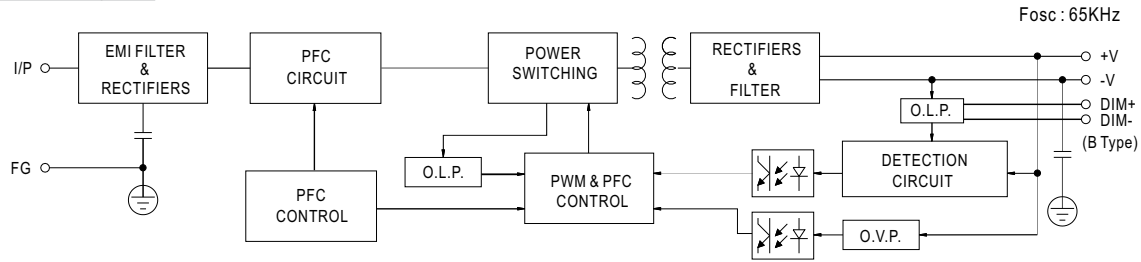 Fosc : 65KHz
I/P
EMI FILTER
&
RECTIFIERS
PFC
CIRCUIT
POWER
SWITCHING
RECTIFIERS
&
FILTER
+V
-V
DIM+
DIM-
(B Type)
O.L.P.
FG
O.L.P.
PFC
CONTROL
PWM & PFC
CONTROL
DETECTION
CIRCUIT
O.V.P.